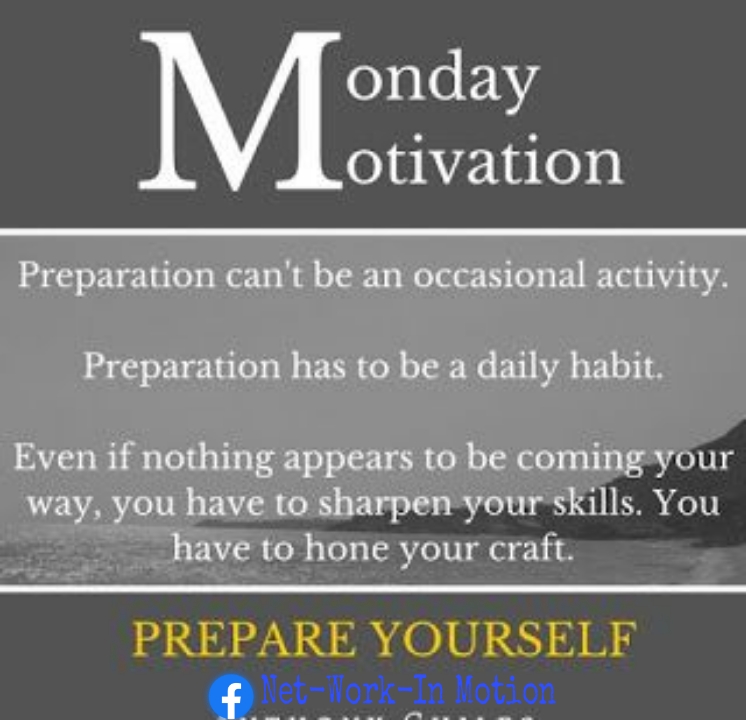 Monday
Motivation
Preparation can't be an occasional activity.
Preparation has to be a daily habit.
Even if nothing appears to be coming your
way, you have to sharpen your skills. You
have to hone your craft.
PREPARE YOURSELF
Net-Work-In Motion